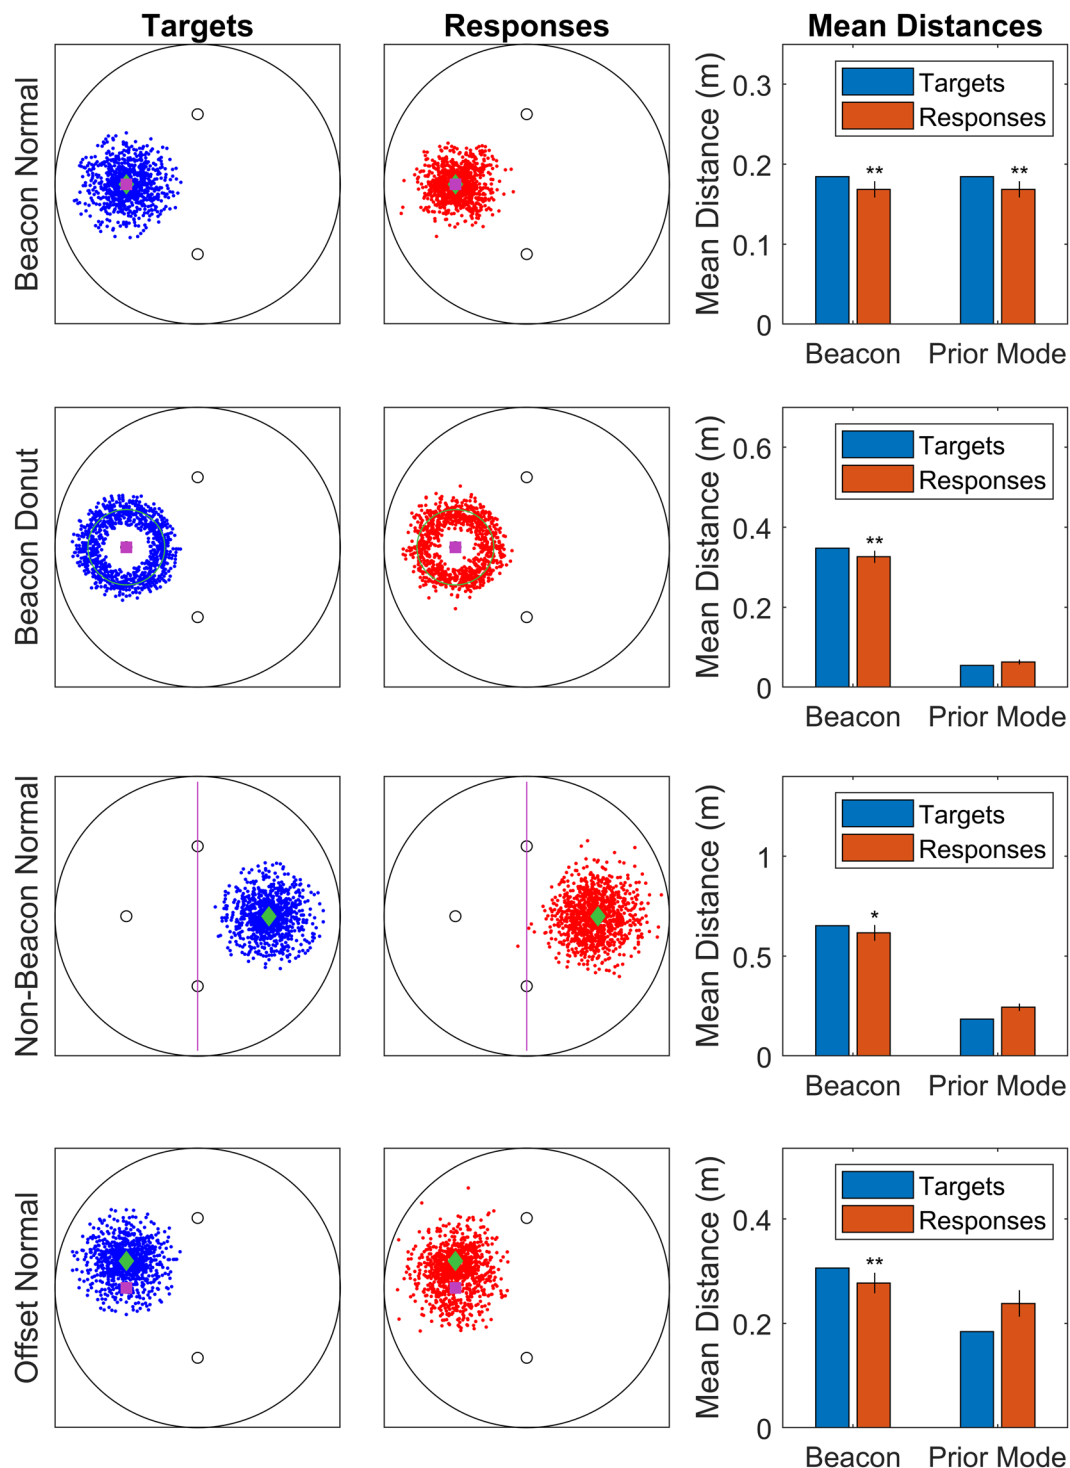 Targets
Responses
Mean Distances
Beacon Normal
Mean Distance (m)
0.3
0.2
0.1
0
Targets
Responses
**
**
Beacon
Prior Mode
Beacon Donut
Mean Distance (m)
0.6
0.4
0.2
0
Targets
Responses
**
Beacon
Prior Mode
Non-Beacon Normal
Mean Distance (m)
1
0.5
0
Targets
Responses
*
Beacon
Prior Mode
Offset Normal
Mean Distance (m)
0.4
0.2
0
Targets
Responses
**
Beacon
Prior Mode